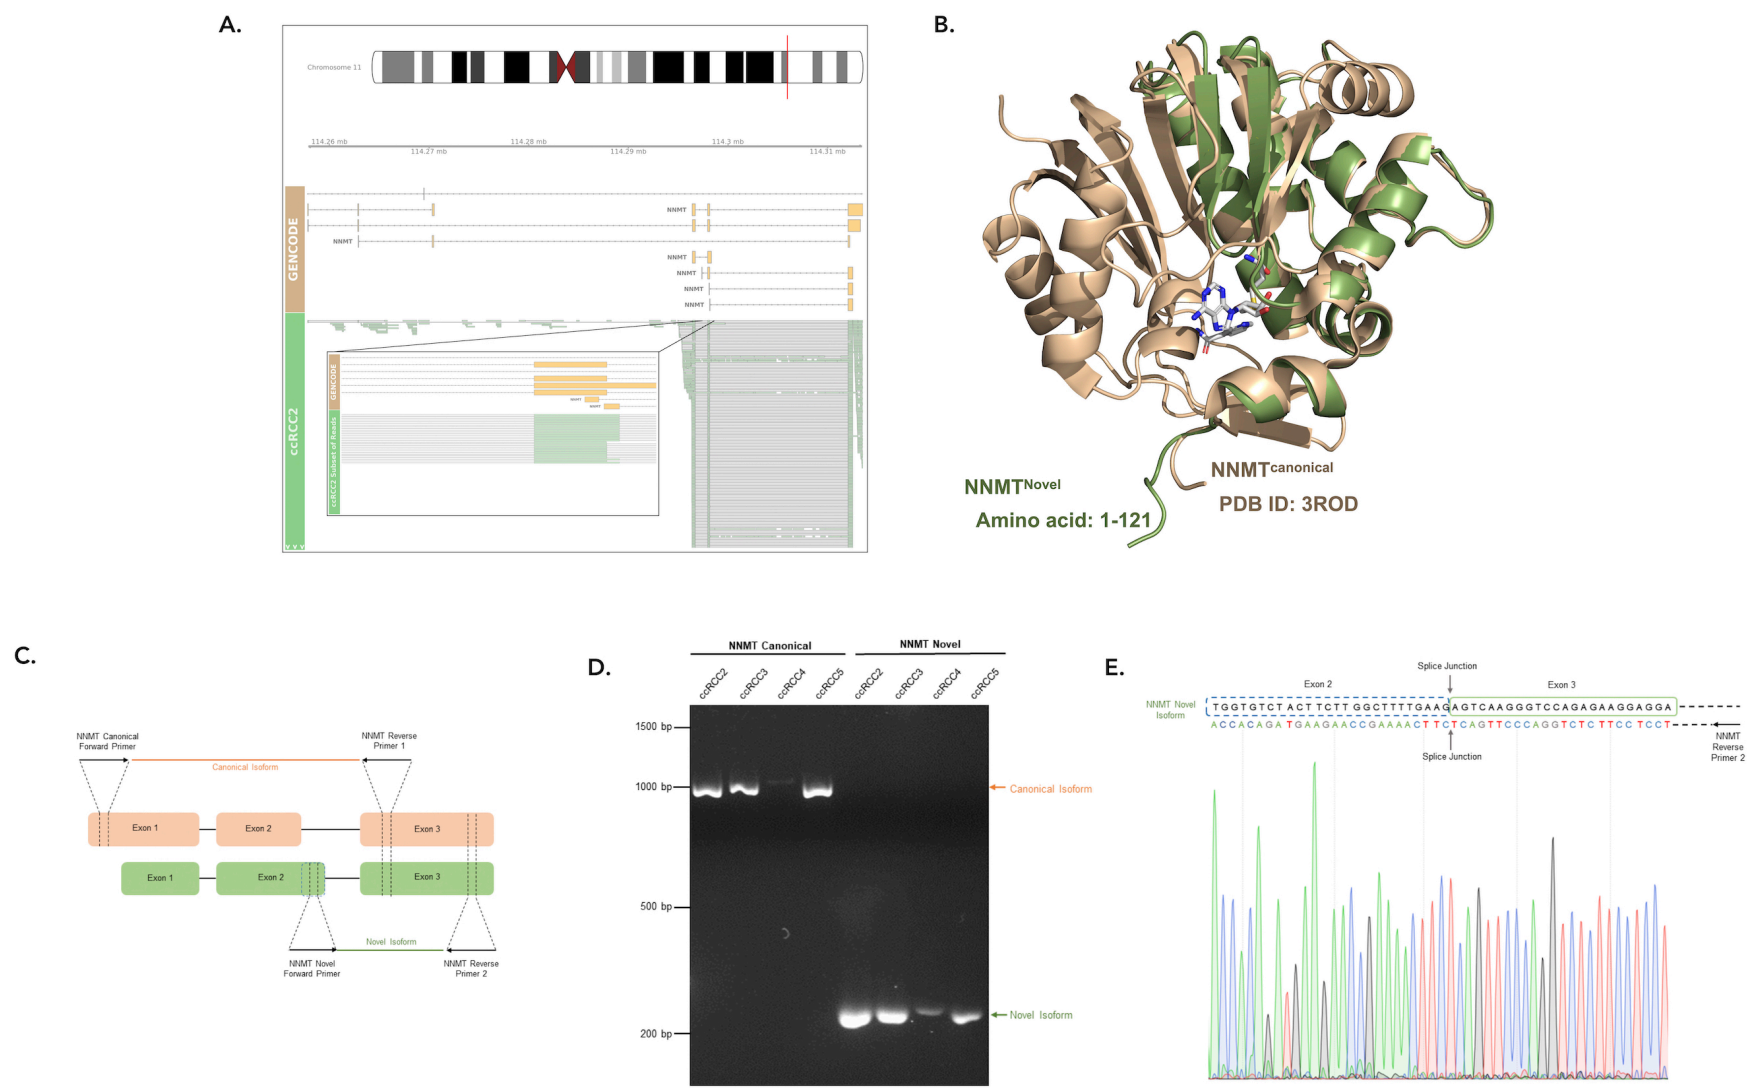 A.
Chromosome 11
114.26 mb
114.27 mb
114.28 mb
114.29 mb
114.3 mb
114.31 mb
GENCODE
NNMT
NNMT
NNMT
NNMT
NNMT
NNMT
ccRCC2
GENCODE
NNMT
NNMT
ccRCC2 Subset of Reads
B.
NNMTNovel
Amino acid: 1-121
NNMTcanonical
PDB ID: 3ROD
C.
NNMT Canonical
Forward Primer
NNMT Reverse
Primer 1
Canonical Isoform
Exon 1
Exon 2
Exon 3
Exon 1
Exon 2
Exon 3
Novel Isoform
NNMT Novel
Forward Primer
NNMT Reverse
Primer 2
D.
NNMT Canonical
NNMT Novel
ccRCC2
ccRCC3
ccRCC4
ccRCC5
ccRCC2
ccRCC3
ccRCC4
ccRCC5
1500 bp
1000 bp
500 bp
200 bp
Canonical Isoform
Novel Isoform
E.
Splice Junction
Exon 2
Exon 3
NNMT Novel
Isoform
TGGTGTCTACTTCTTGGCTTTTGAAGAGTCAAGGGTCCAGAGAAGGAGGA
ACCACAGATGAAGAACCGAAAACTTCTCAGTTCCCAGGTCTCTTCCTCCT
Splice Junction
NNMT
Reverse
Primer 2